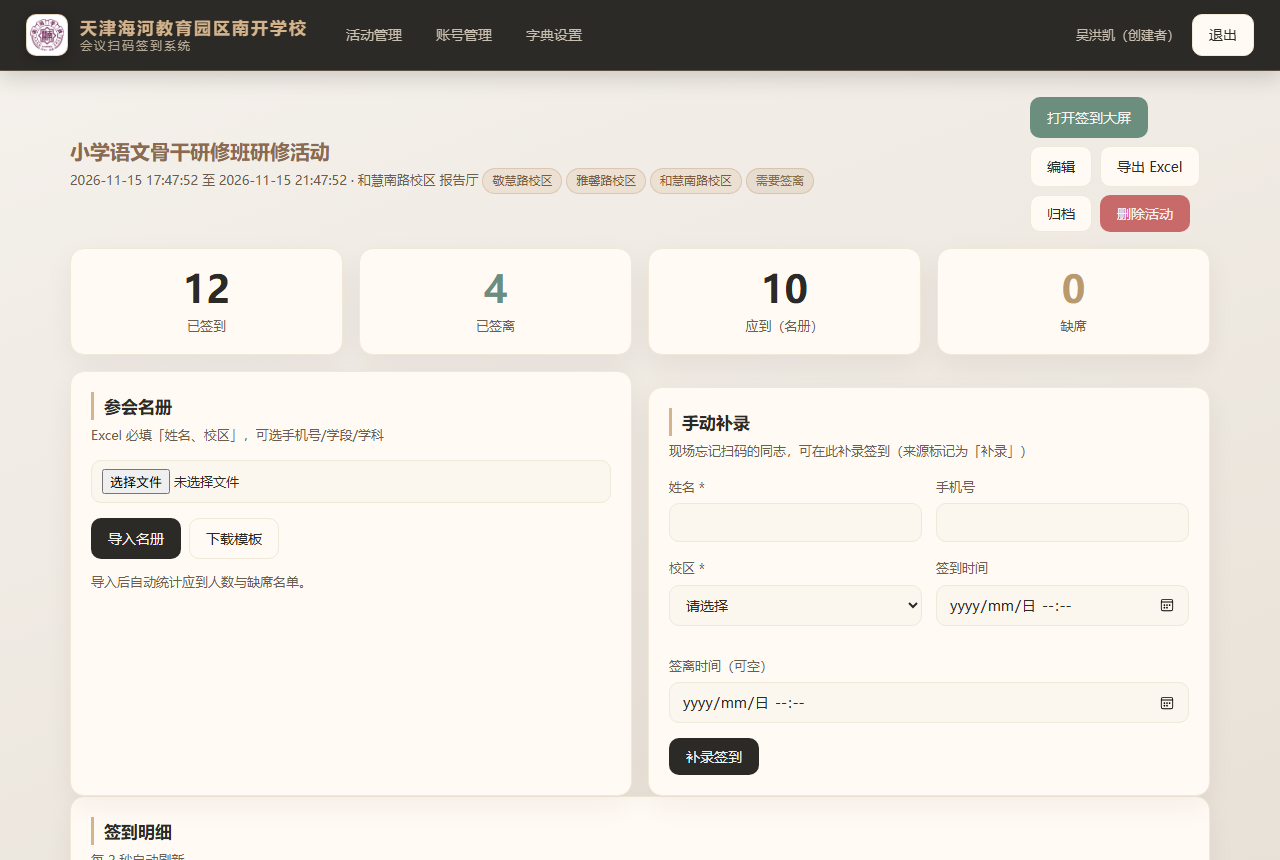 天津海河教育园区南开学校
会议扫码签到系统
活动管理 账号管理 字典设置
吴洪凯（创建者） 退出
打开签到大屏
小学语文骨干研修班研修活动
2026-11-15 17:47:52 至 2026-11-15 21:47:52 · 和慧南路校区 报告厅 敬慧路校区 雅馨路校区 和慧南路校区 需要签离
编辑 导出 Excel
归档 删除活动
12 4 10 0
已签到 已签离 应到（名册） 缺席
参会名册
Excel 必填「姓名、校区」，可选手机号/学段/学科
选择文件 未选择文件
导入名册 下载模板
导入后自动统计应到人数与缺席名单。
手动补录
现场忘记扫码的同志，可在此补录签到（来源标记为「补录」）
姓名 * 手机号
校区 * 签到时间
请选择 yyyy/mm/日 --:--
签离时间（可空）
yyyy/mm/日 --:--
补录签到
签到明细
每 2 秒自动刷新